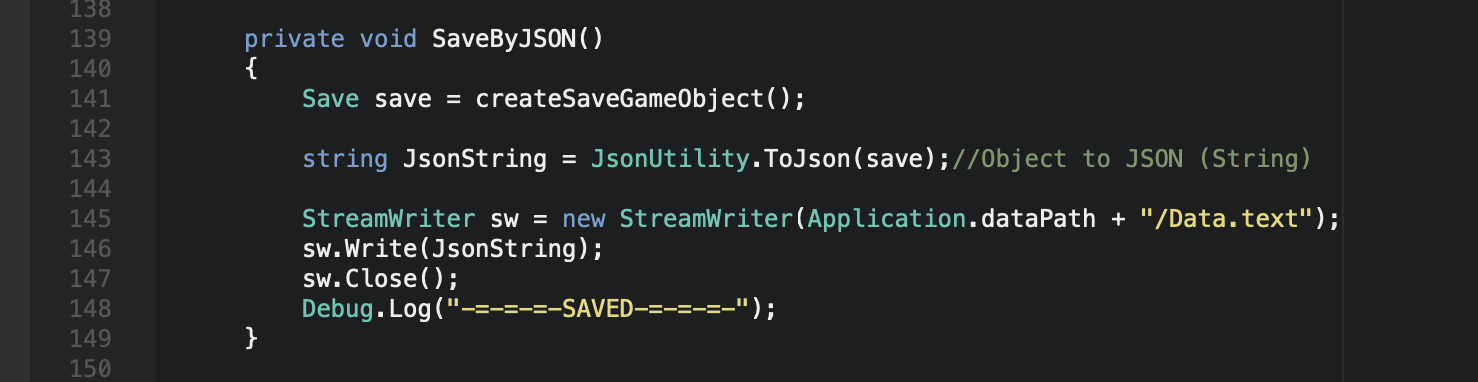 138
139 private void SaveByJSON()
140 {
141 Save save = createSaveGameObject();
142
143 string JsonString = JsonUtility.ToJson(save);//Object to JSON (String)
144
145 StreamWriter sw = new StreamWriter(Application.dataPath + "/Data.text");
146 sw.Write(JsonString);
147 sw.Close();
148 Debug.Log("-=-=-=-SAVED-=-=-=-");
149 }
150